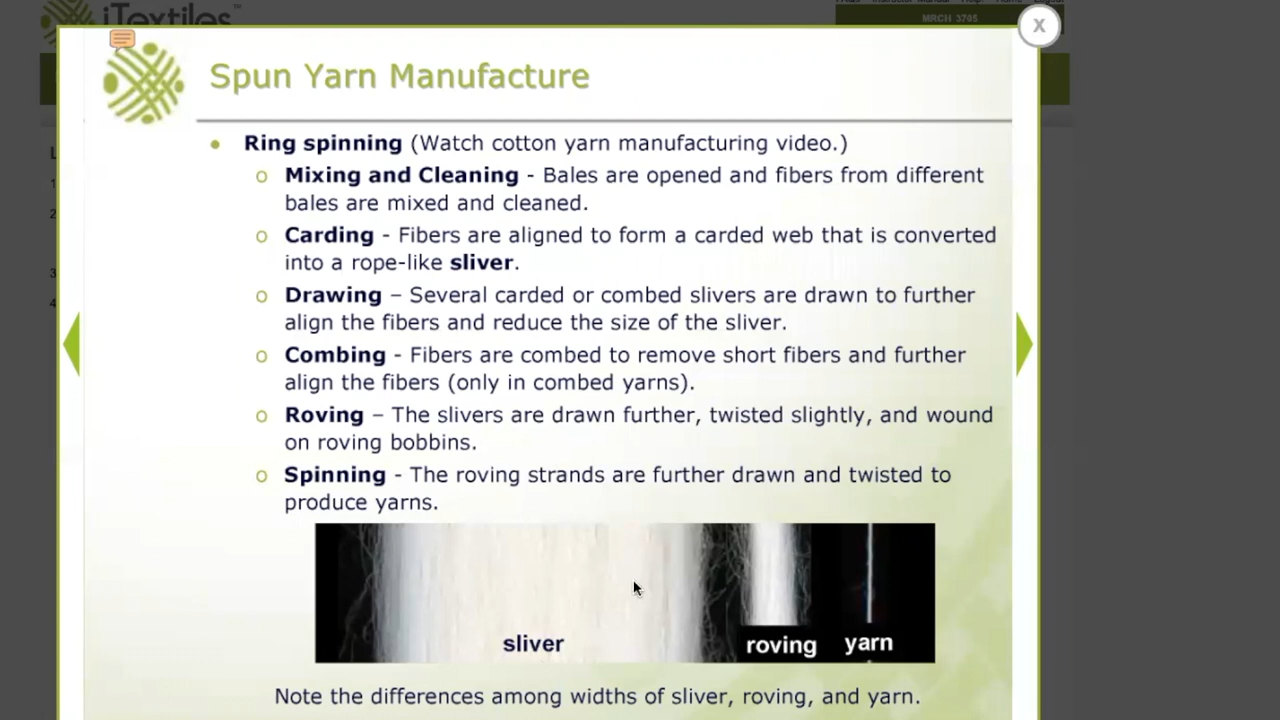 iTextiles™
MRCH 3705
X
Spun Yarn Manufacture
• Ring spinning (Watch cotton yarn manufacturing video.)
o Mixing and Cleaning - Bales are opened and fibers from different
bales are mixed and cleaned.
o Carding - Fibers are aligned to form a carded web that is converted
into a rope-like sliver.
o Drawing – Several carded or combed slivers are drawn to further
align the fibers and reduce the size of the sliver.
o Combing - Fibers are combed to remove short fibers and further
align the fibers (only in combed yarns).
o Roving – The slivers are drawn further, twisted slightly, and wound
on roving bobbins.
o Spinning - The roving strands are further drawn and twisted to
produce yarns.
sliver
roving
yarn
Note the differences among widths of sliver, roving, and yarn.